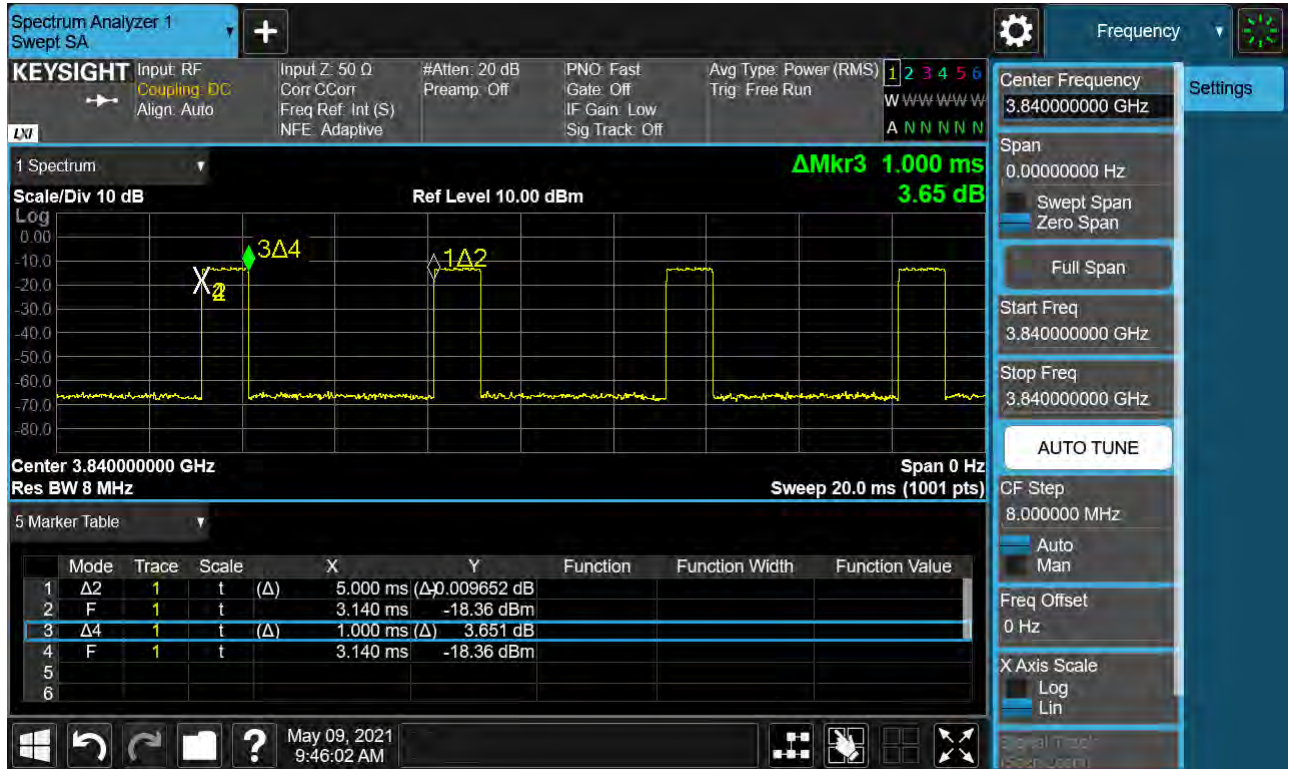 Spectrum Analyzer 1
Swept SA
Frequency
KEYSIGHT
LXI
Input: RF
Coupling: DC
Align: Auto
Input Z: 50 Ω
Corr CCorr
Freq Ref: Int (S)
NFE: Adaptive
#Atten: 20 dB
Preamp: Off
PNO: Fast
Gate: Off
IF Gain: Low
Sig Track: Off
Avg Type: Power (RMS)
Trig: Free Run
1 2 3 4 5 6
W W W W W W
A N N N N N
1 Spectrum
ΔMkr3 1.000 ms
3.65 dB
Scale/Div 10 dB
Ref Level 10.00 dBm
Log
0.00
-10.0
-20.0
-30.0
-40.0
-50.0
-60.0
-70.0
-80.0
3Δ4
1Δ2
Center 3.840000000 GHz
Span 0 Hz
Res BW 8 MHz
Sweep 20.0 ms (1001 pts)
5 Marker Table
Mode Trace Scale X Y Function Function Width Function Value
1 Δ2 1 t (Δ) 5.000 ms (Δ) -0.009652 dB
2 F 1 t 3.140 ms -18.36 dBm
3 Δ4 1 t (Δ) 1.000 ms (Δ) 3.651 dB
4 F 1 t 3.140 ms -18.36 dBm
5
6
May 09, 2021
9:46:02 AM
Center Frequency
3.840000000 GHz
Settings
Span
0.00000000 Hz
Swept Span
Zero Span
Full Span
Start Freq
3.840000000 GHz
Stop Freq
3.840000000 GHz
AUTO TUNE
CF Step
8.000000 MHz
Auto
Man
Freq Offset
0 Hz
X Axis Scale
Log
Lin
Signal Track
(Span Zoom)